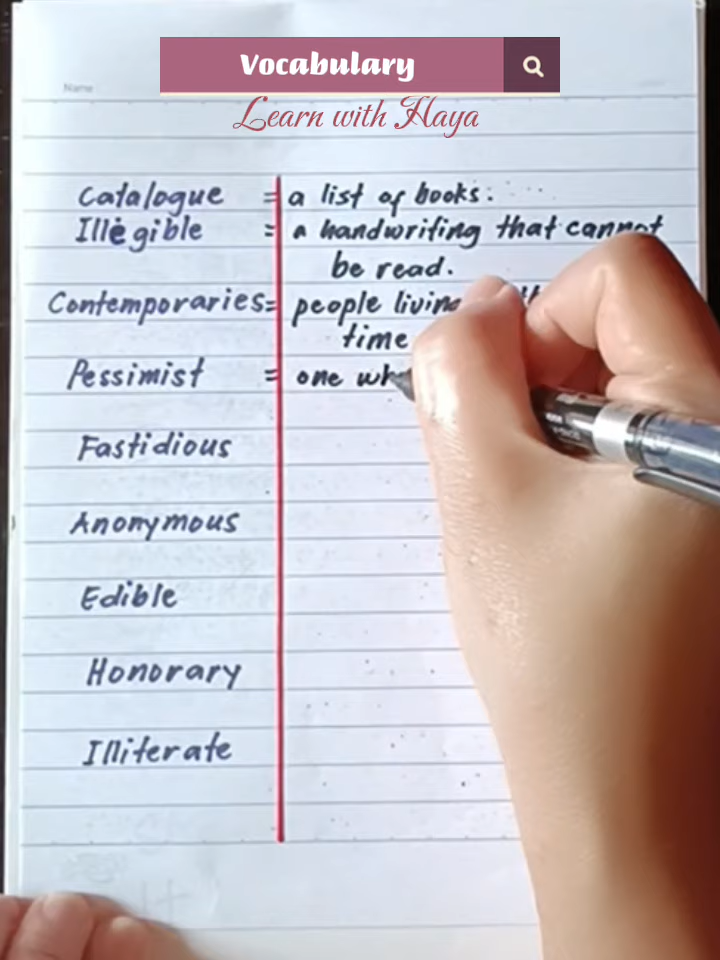 Vocabulary
Learn with Haya
Name
Catalogue = a list of books.
Illegible = a handwriting that cannot
be read.
Contemporaries= people living
time
Pessimist = one
Fastidious
Anonymous
Edible
Honorary
Illiterate